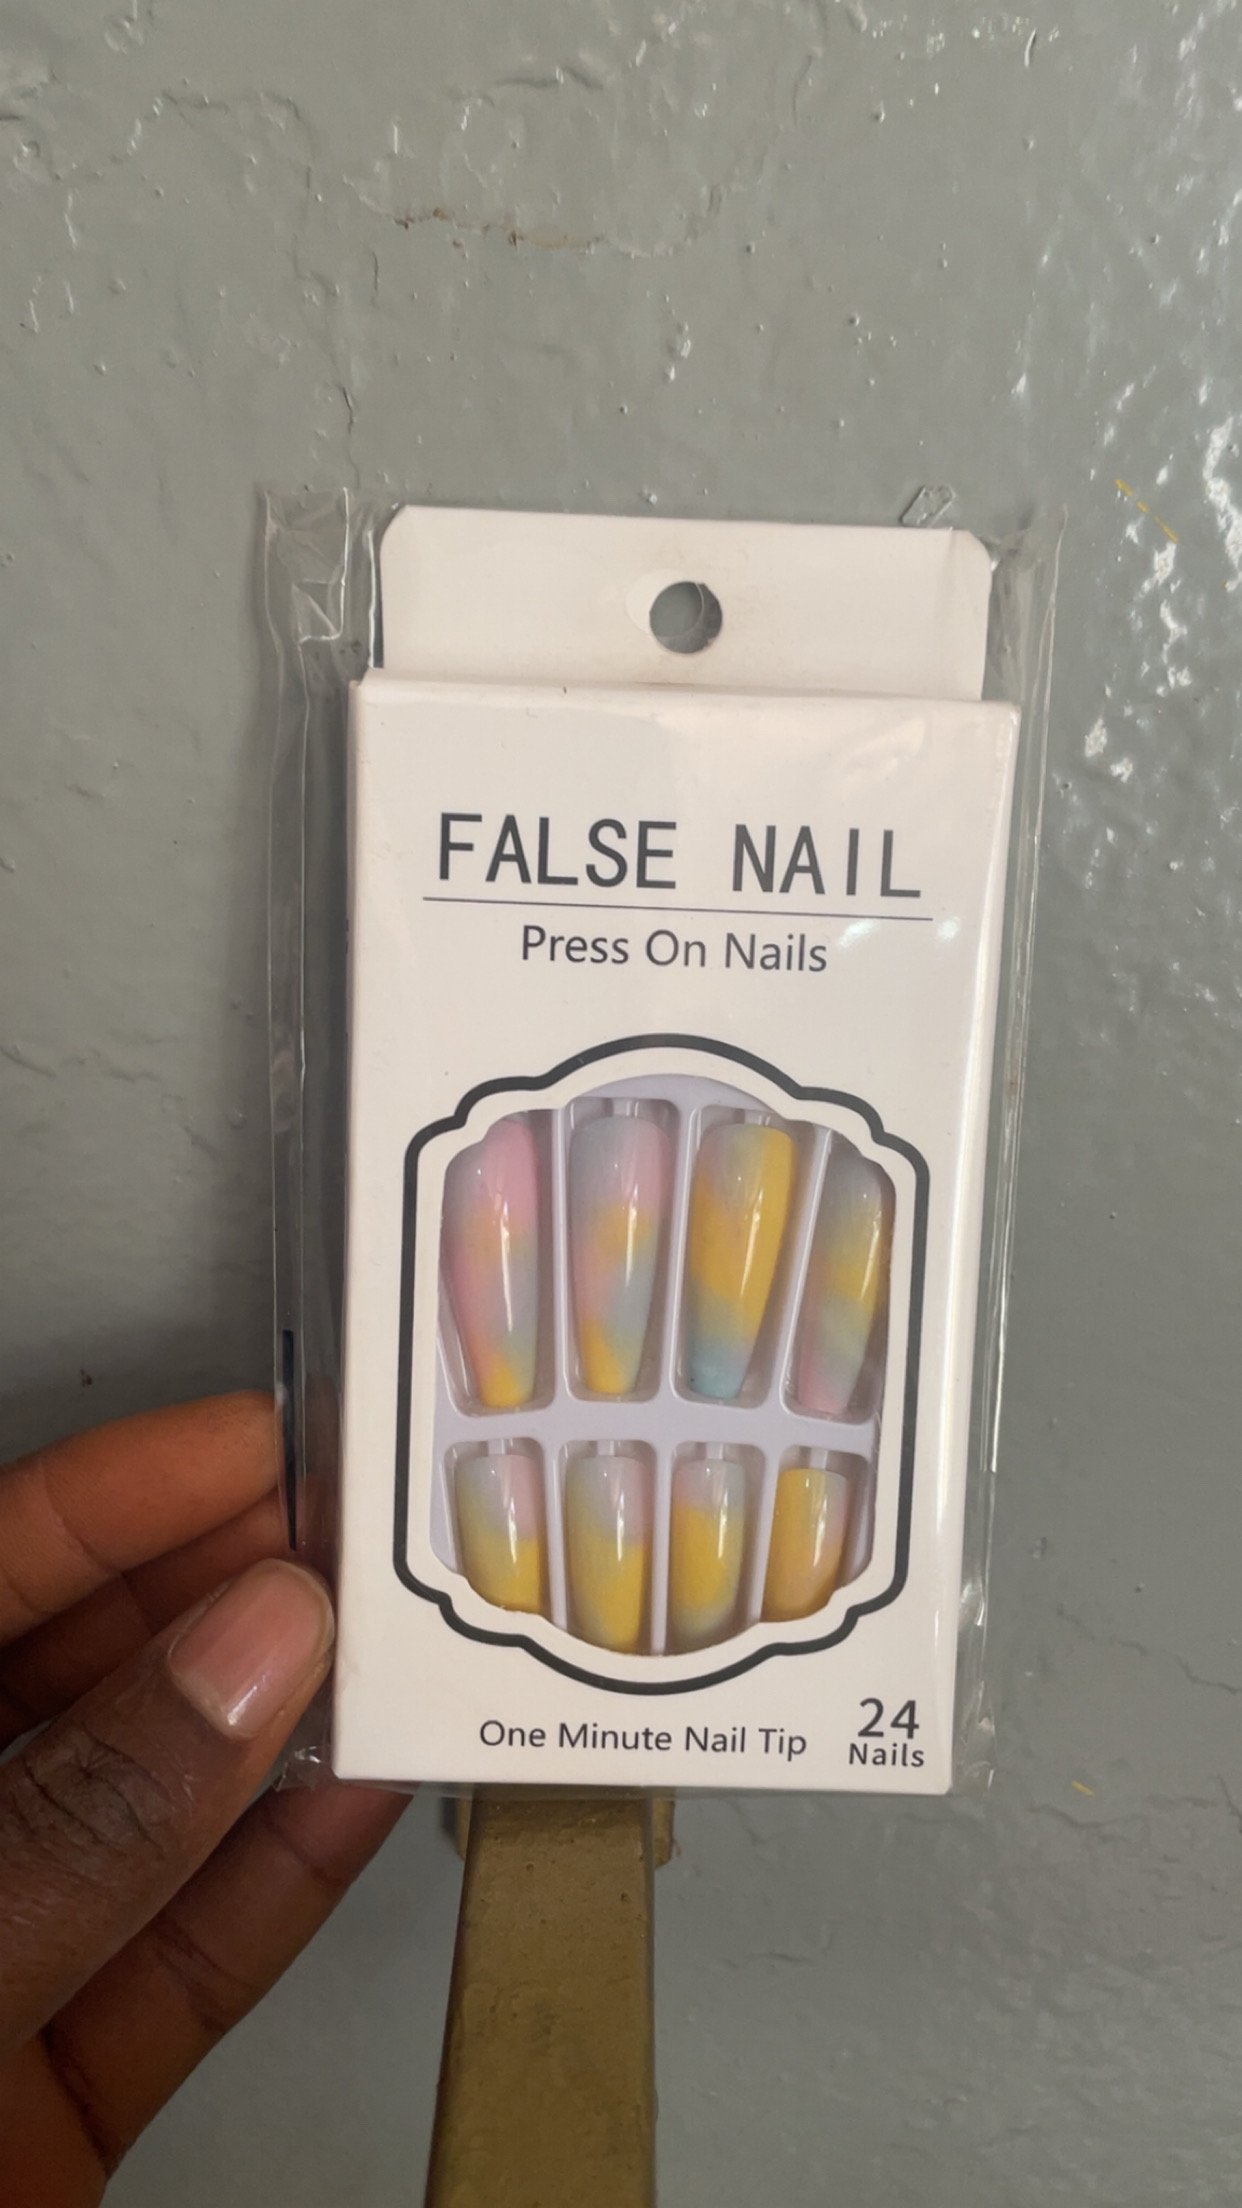 FALSE NAIL
Press On Nails
One Minute Nail Tip
24
Nails